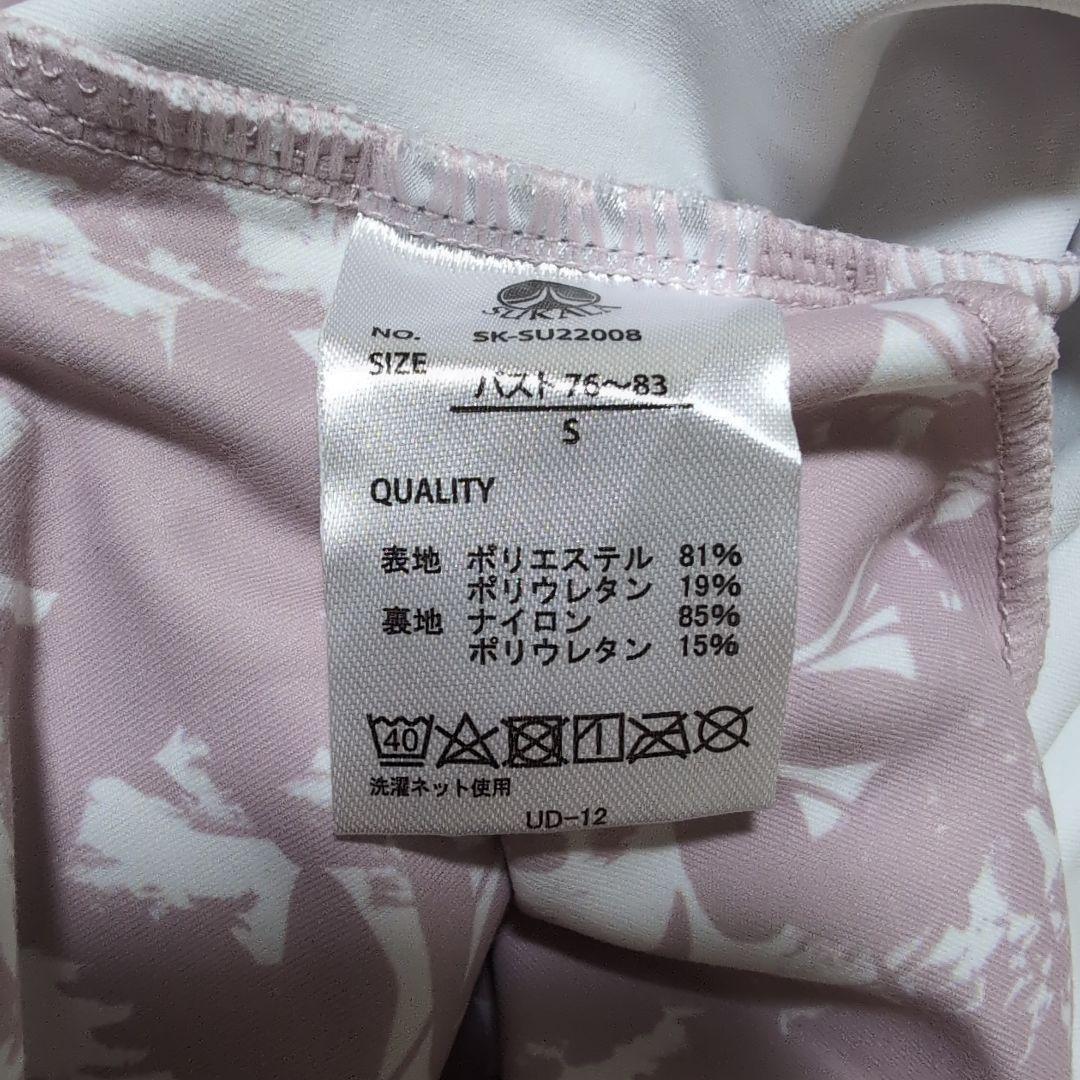 SUKALA
NO. SK-SU22008
SIZE バスト 76〜83
S
QUALITY
表地 ポリエステル 81%
ポリウレタン 19%
裏地 ナイロン 85%
ポリウレタン 15%
40
洗濯ネット使用
UD-12